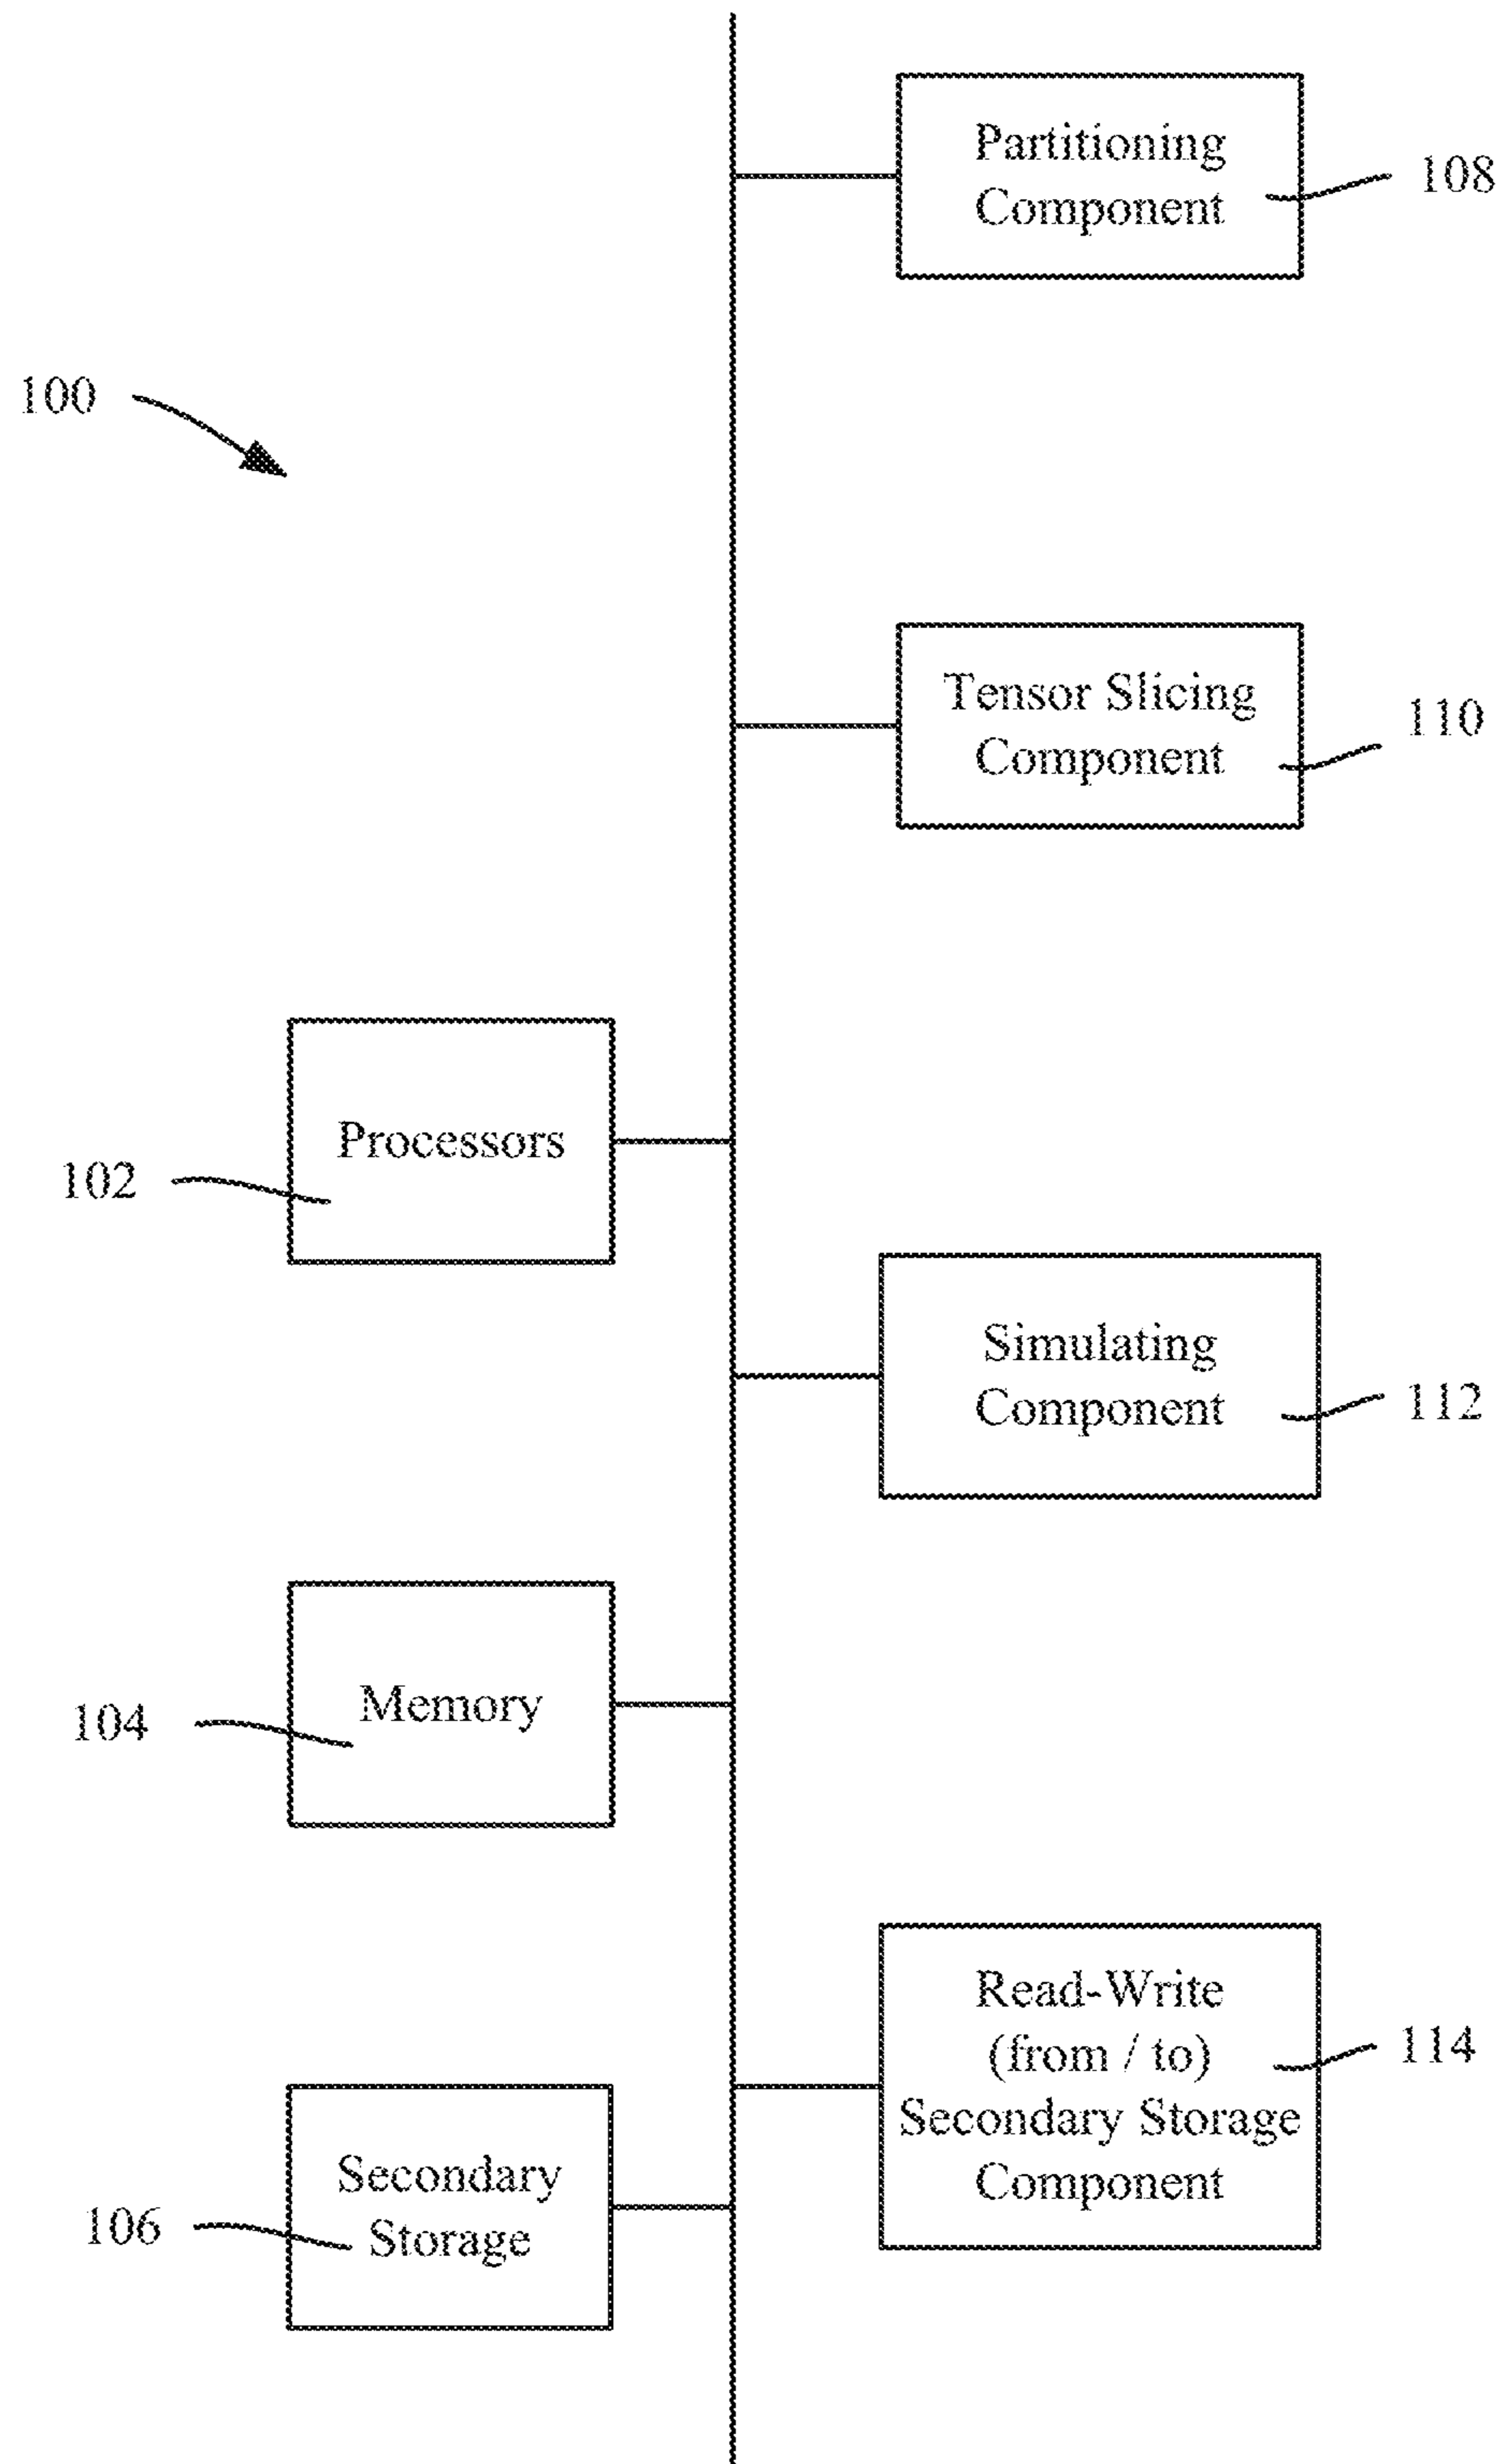 Partitioning
Component
108
100
Tensor Slicing
Component
110
Processors
102
Simulating
Component
112
Memory
104
Read-Write
(from / to)
Secondary Storage
Component
114
Secondary
Storage
106